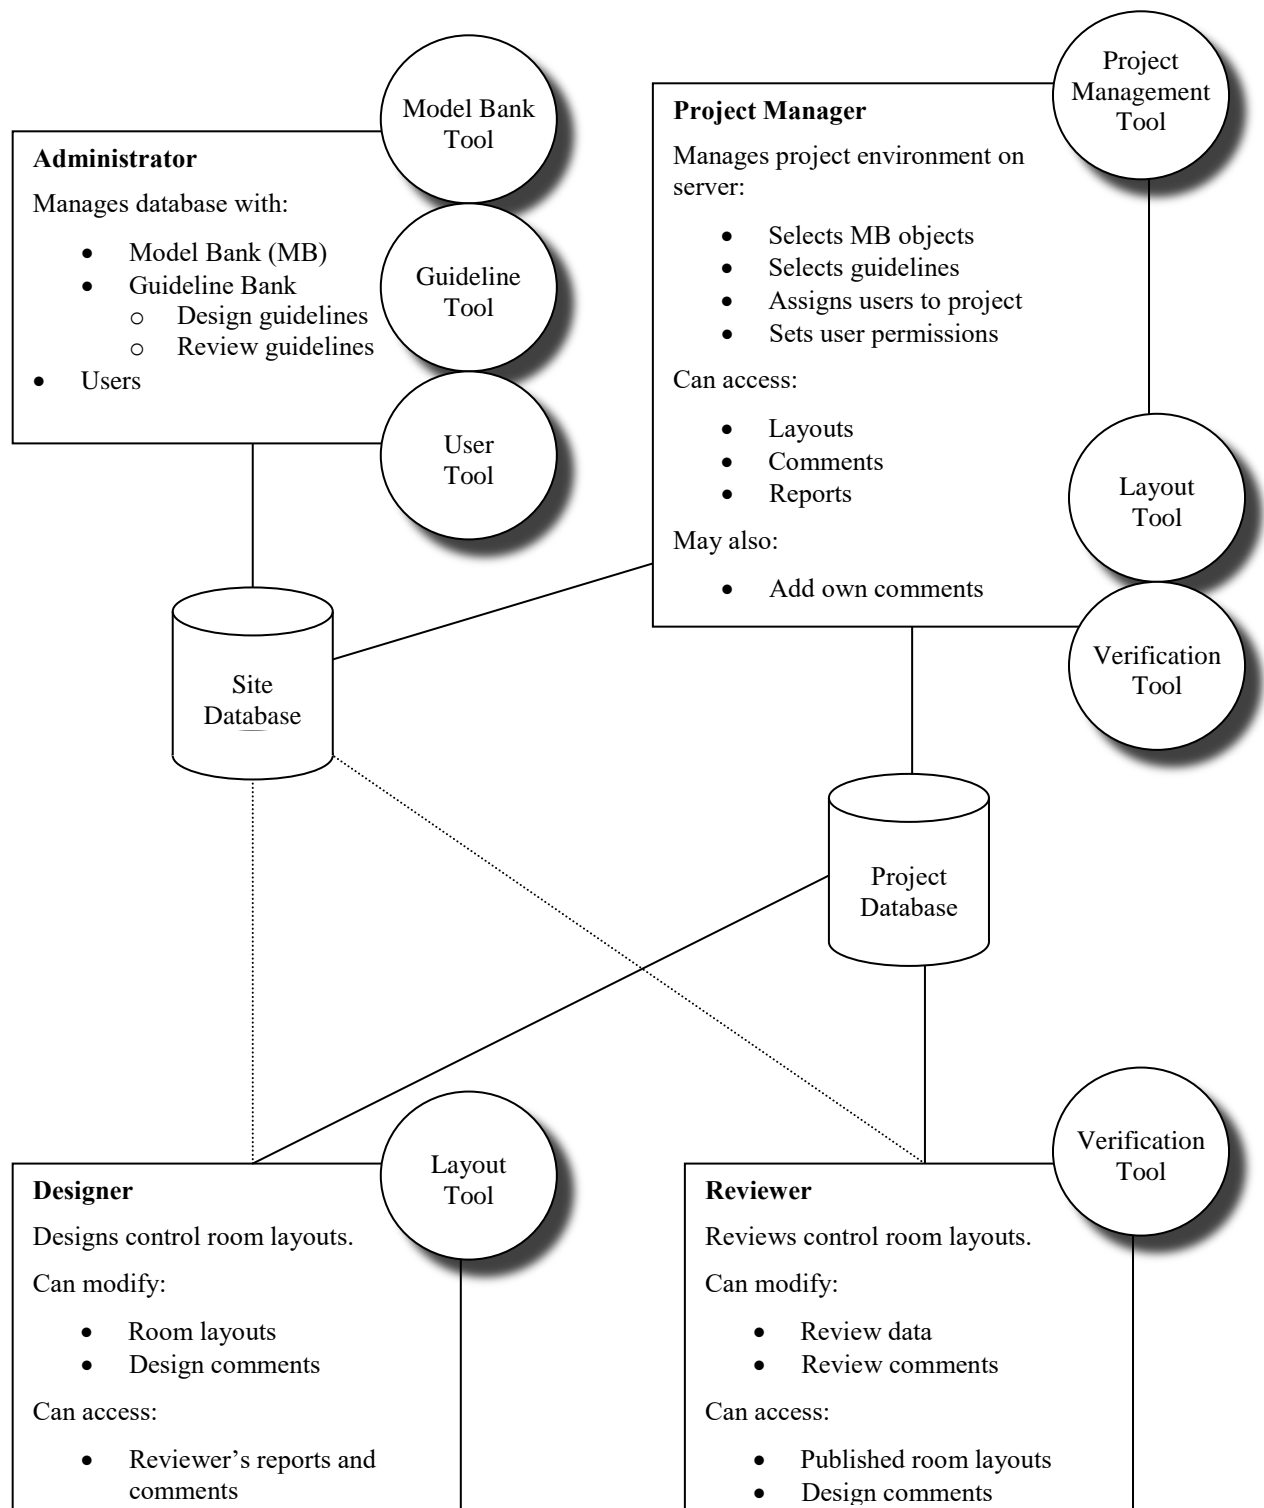 Model Bank
Tool
Administrator
Manages database with:
• Model Bank (MB)
• Guideline Bank
o Design guidelines
o Review guidelines
• Users
Guideline
Tool
User
Tool
Project
Management
Tool
Project Manager
Manages project environment on
server:
• Selects MB objects
• Selects guidelines
• Assigns users to project
• Sets user permissions
Can access:
• Layouts
• Comments
• Reports
May also:
• Add own comments
Layout
Tool
Verification
Tool
Site
Database
Project
Database
Layout
Tool
Designer
Designs control room layouts.
Can modify:
• Room layouts
• Design comments
Can access:
• Reviewer’s reports and
comments
Verification
Tool
Reviewer
Reviews control room layouts.
Can modify:
• Review data
• Review comments
Can access:
• Published room layouts
• Design comments